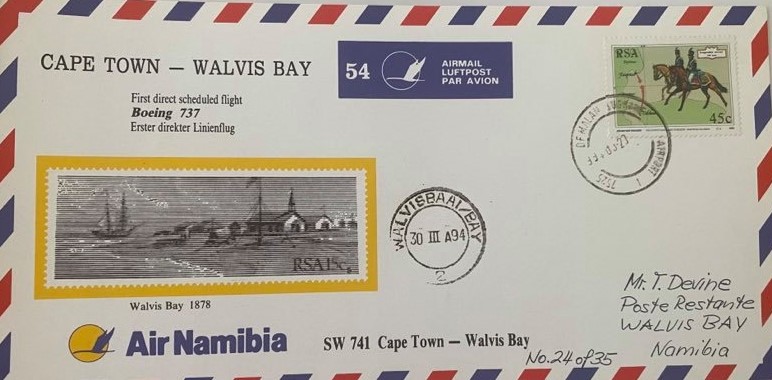 CAPE TOWN — WALVIS BAY
First direct scheduled flight
Boeing 737
Erster direkter Linienflug
54
AIRMAIL
LUFTPOST
PAR AVION
RSA
45c
DF MALAN
AIRPORT
WALVISBAAI/BAY
30 III A94
2
RSA 15c
Walvis Bay 1878
Air Namibia
SW 741 Cape Town — Walvis Bay
No. 24 of 35
Mr. T. Devine
Poste Restante
WALVIS BAY
Namibia